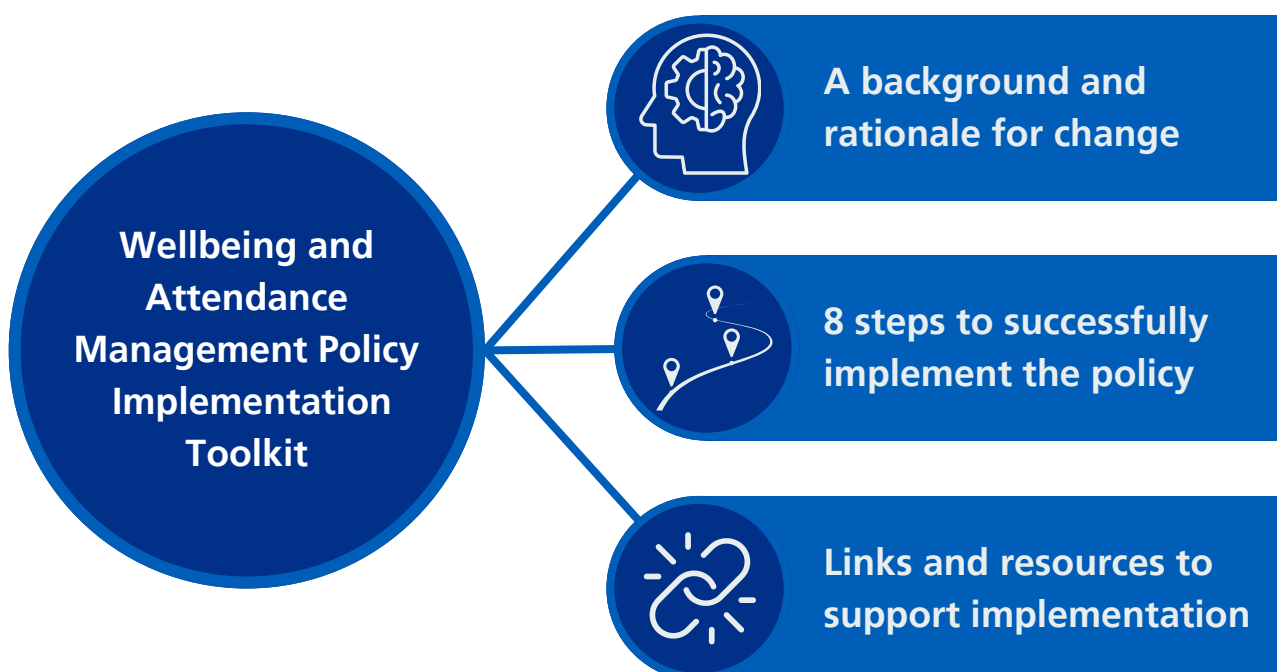 Wellbeing and
Attendance
Management Policy
Implementation
Toolkit
A background and
rationale for change
8 steps to successfully
implement the policy
Links and resources to
support implementation